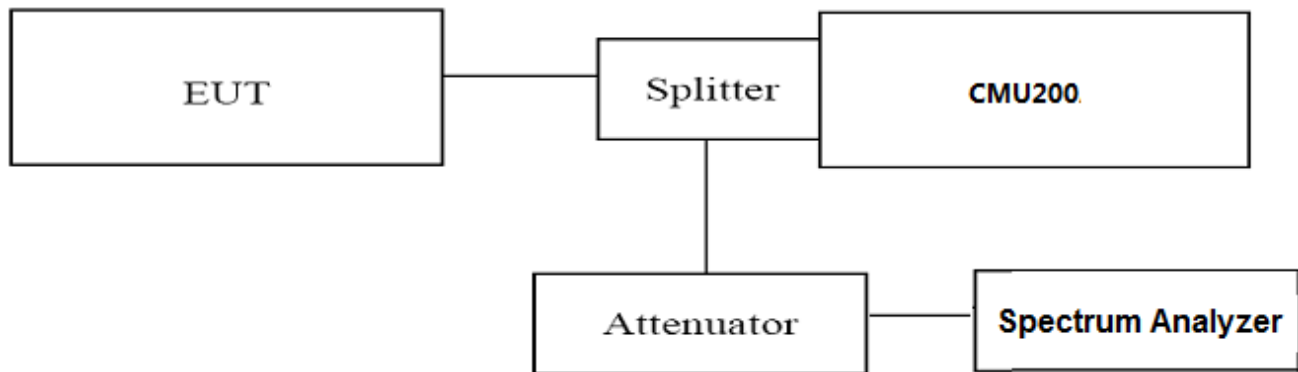 EUT
Splitter
CMU200
Attenuator
Spectrum Analyzer